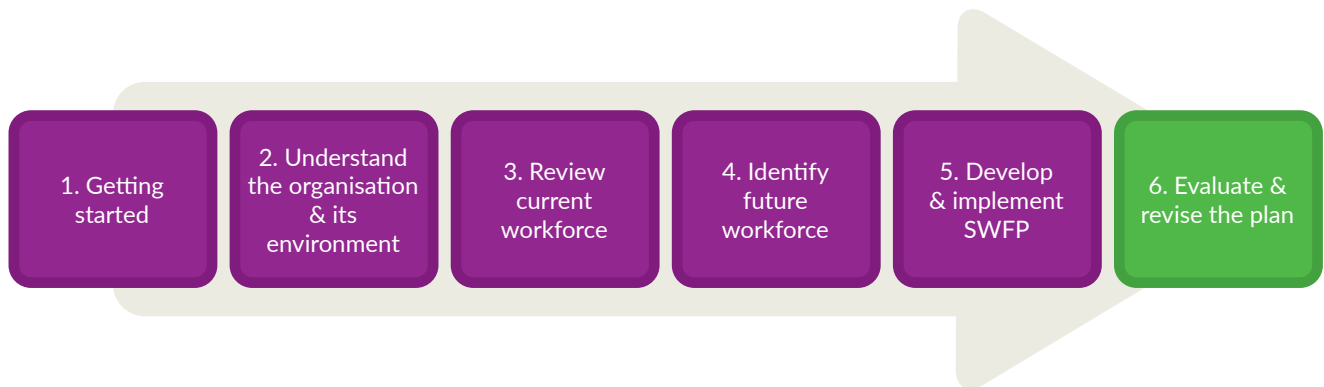 1. Getting
started
2. Understand
the organisation
& its
environment
3. Review
current
workforce
4. Identify
future
workforce
5. Develop
& implement
SWFP
6. Evaluate &
revise the plan